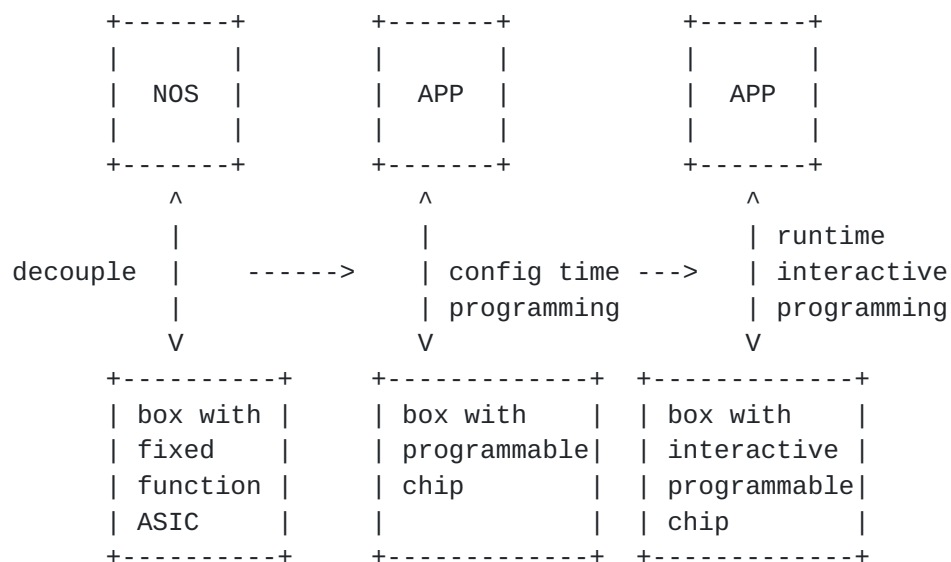 NOS APP APP
runtime
decouple ------> config time ---> interactive
programming programming
box with box with box with
fixed programmable interactive
function chip programmable
ASIC chip